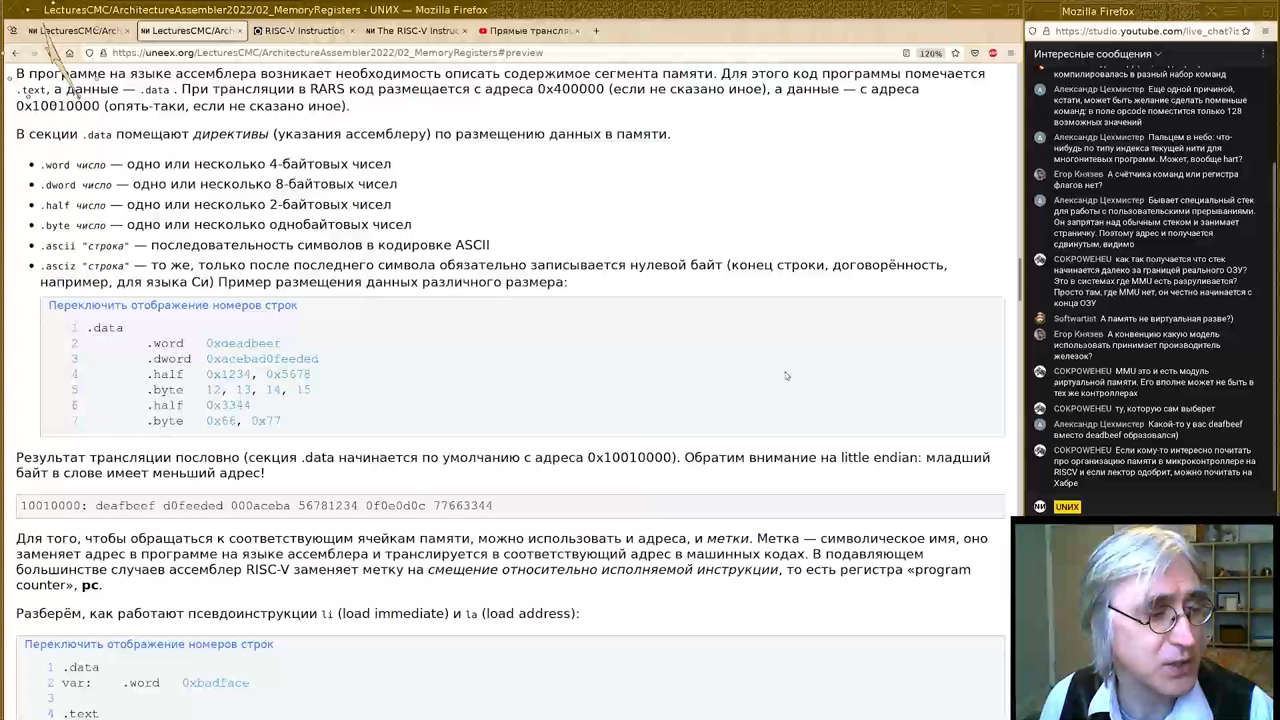 LecturesCMC/ArchitectureAssembler2022/02_MemoryRegisters - UNИX — Mozilla Firefox
Mozilla Firefox
LecturesCMC/Arch
LecturesCMC/Arc
RISC-V Instruction
The RISC-V Instruc
Прямые трансляц
https://uneex.org/LecturesCMC/ArchitectureAssembler2022/02_MemoryRegisters#preview
120%
https://studio.youtube.com/live_chat?is
В программе на языке ассемблера возникает необходимость описать содержимое сегмента памяти. Для этого код программы помечается
.text, а данные — .data . При трансляции в RARS код размещается с адреса 0x400000 (если не сказано иное), а данные — с адреса
0x10010000 (опять-таки, если не сказано иное).
В секции .data помещают директивы (указания ассемблеру) по размещению данных в памяти.
• .word число — одно или несколько 4-байтовых чисел
• .dword число — одно или несколько 8-байтовых чисел
• .half число — одно или несколько 2-байтовых чисел
• .byte число — одно или несколько однобайтовых чисел
• .ascii "строка" — последовательность символов в кодировке ASCII
• .asciz "строка" — то же, только после последнего символа обязательно записывается нулевой байт (конец строки, договорённость,
например, для языка Си) Пример размещения данных различного размера:
Переключить отображение номеров строк
1 .data
2 .word 0xdeadbeef
3 .dword 0xacebad0feeded
4 .half 0x1234, 0x5678
5 .byte 12, 13, 14, 15
6 .half 0x3344
7 .byte 0x66, 0x77
Результат трансляции пословно (секция .data начинается по умолчанию с адреса 0x10010000). Обратим внимание на little endian: младший
байт в слове имеет меньший адрес!
10010000: deafbeef d0feeded 000aceba 56781234 0f0e0d0c 77663344
Для того, чтобы обращаться к соответствующим ячейкам памяти, можно использовать и адреса, и метки. Метка — символическое имя, оно
заменяет адрес в программе на языке ассемблера и транслируется в соответствующий адрес в машинных кодах. В подавляющем
большинстве случаев ассемблер RISC-V заменяет метку на смещение относительно исполняемой инструкции, то есть регистра «program
counter», pc.
Разберём, как работают псевдоинструкции li (load immediate) и la (load address):
Переключить отображение номеров строк
1 .data
2 var: .word 0xbadface
3
4 .text
Интересные сообщения
компилировалась в разный набор
команд
Александр Цехмистер Ещё одной причиной,
кстати, может быть желание сделать поменьше
команд: в поле opcode поместится только 128
возможных значений
Александр Цехмистер Пальцем в небо: что-
нибудь по типу индекса текущей нити для
многонитевых программ. Может, вообще hart?
Егор Князев А счётчика команд или регистра
флагов нет?
Александр Цехмистер Бывает специальный стек
для работы с пользовательскими прерываниями.
Он запрятан над обычным стеком и занимает
страничку. Поэтому адрес и получается
сдвинутым, видимо
COKPOWEHEU как так получается что стек
начинается далеко за границей реального ОЗУ?
Это в системах где MMU есть разруливается?
Просто там, где MMU нет, он честно начинается с
конца ОЗУ
Softwartist А память не виртуальная разве?)
Егор Князев А конвенцию какую модель
использовать принимает производитель
железок?
COKPOWEHEU MMU это и есть модуль
виртуальной памяти. Его вполне может не быть в
тех же контроллерах
COKPOWEHEU ту, которую сам выберет
Александр Цехмистер Какой-то у вас deafbeef
вместо deadbeef образовался)
COKPOWEHEU Если кому-то интересно почитать
про организацию памяти в микроконтроллере на
RISCV и если лектор одобрит, можно почитать на
Хабре
UNИX